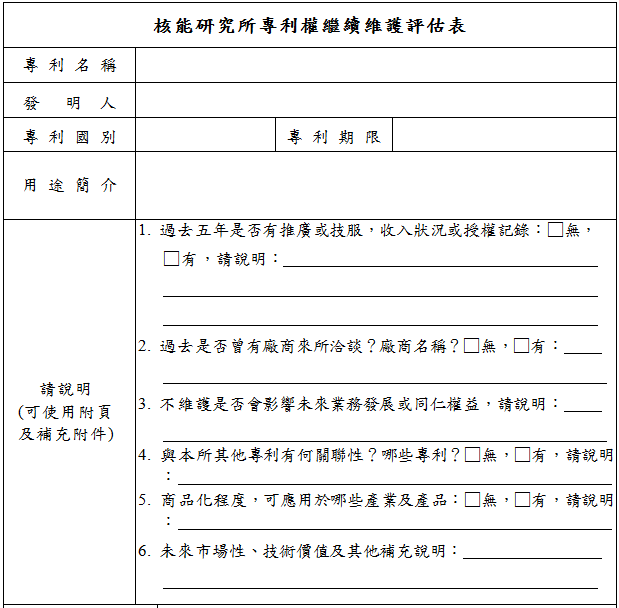 核能研究所專利權繼續維護評估表
專利名稱
發明人
專利國別
專利期限
用途簡介
請說明
(可使用附頁
及補充附件)
1. 過去五年是否有推廣或技服，收入狀況或授權記錄：□無，
□有，請說明：
2. 過去是否曾有廠商來所洽談？廠商名稱？□無，□有：
3. 不維護是否會影響未來業務發展或同仁權益，請說明：
4. 與本所其他專利有何關聯性？哪些專利？□無，□有，請說明
：
5. 商品化程度，可應用於哪些產業及產品：□無，□有，請說明
：
6. 未來市場性、技術價值及其他補充說明：